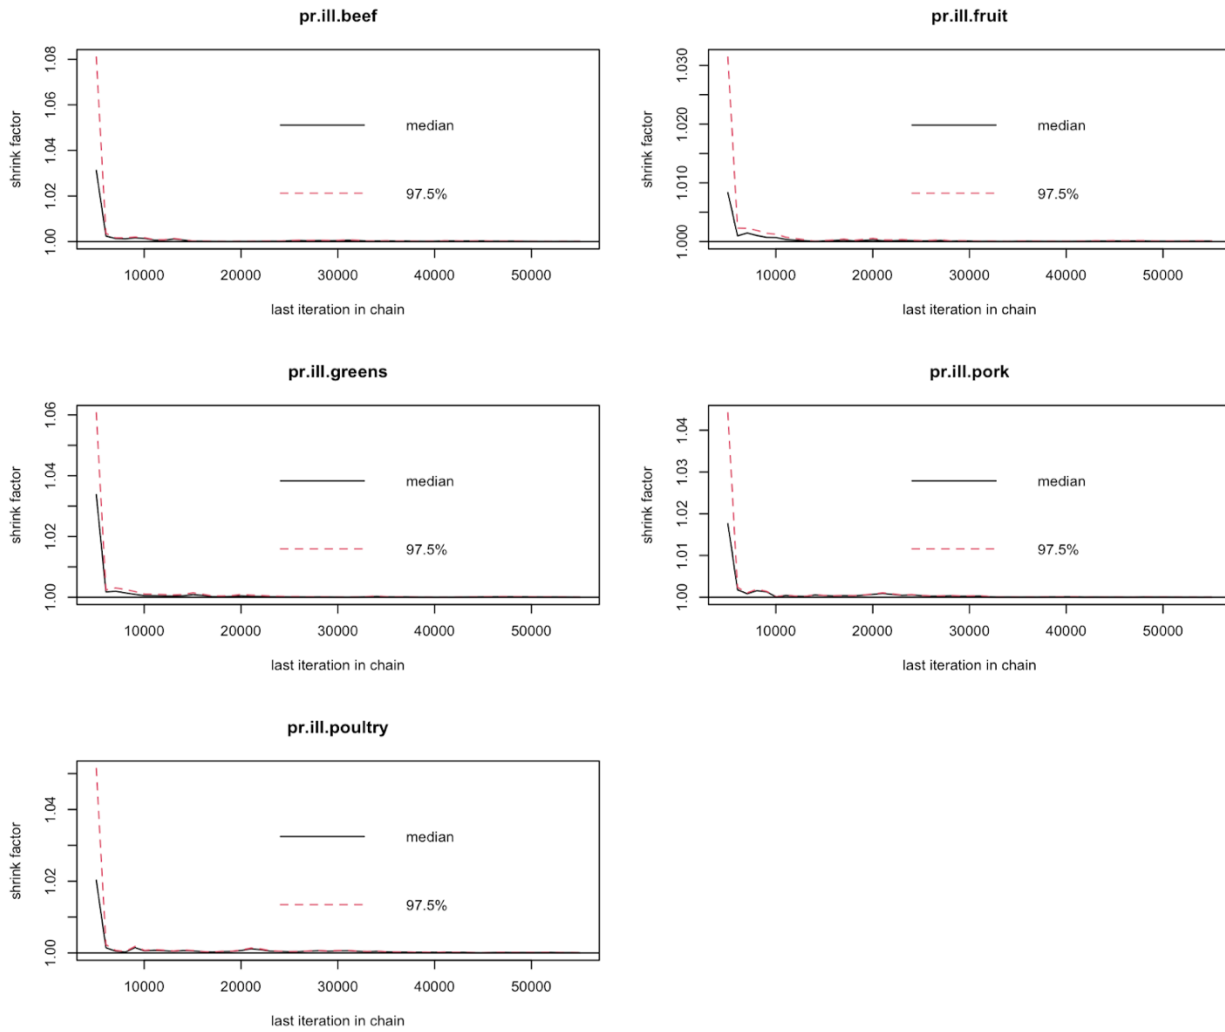 pr.ill.beef
shrink factor
1.00 1.02 1.04 1.06 1.08
median
97.5%
10000 20000 30000 40000 50000
last iteration in chain
pr.ill.fruit
shrink factor
1.000 1.010 1.020 1.030
median
97.5%
10000 20000 30000 40000 50000
last iteration in chain
pr.ill.greens
shrink factor
1.00 1.02 1.04 1.06
median
97.5%
10000 20000 30000 40000 50000
last iteration in chain
pr.ill.pork
shrink factor
1.00 1.01 1.02 1.03 1.04
median
97.5%
10000 20000 30000 40000 50000
last iteration in chain
pr.ill.poultry
shrink factor
1.00 1.02 1.04
median
97.5%
10000 20000 30000 40000 50000
last iteration in chain